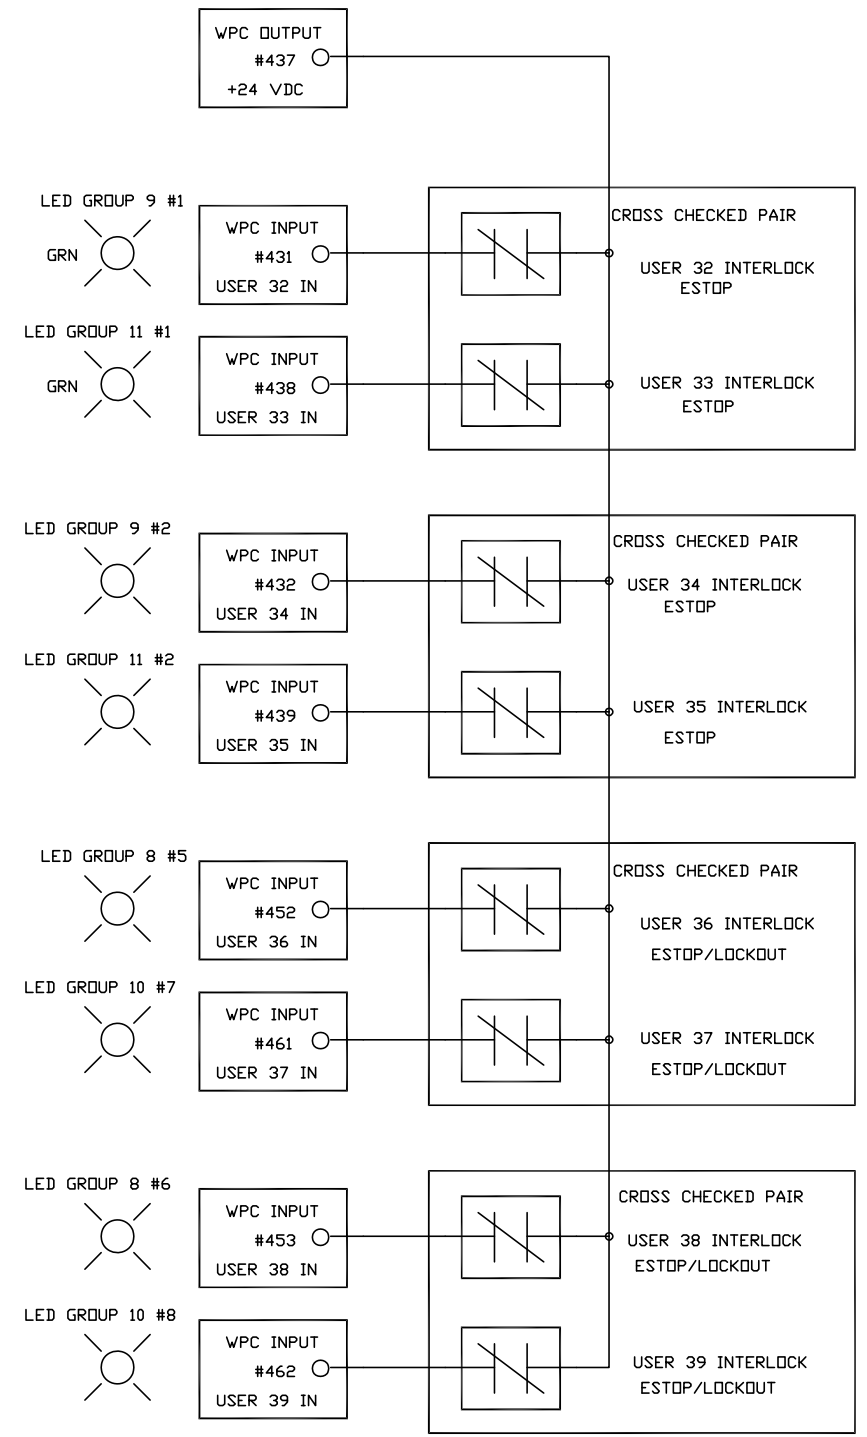 WPC OUTPUT
#437
+24 VDC
LED GROUP 9 #1
GRN
WPC INPUT
#431
USER 32 IN
CROSS CHECKED PAIR
USER 32 INTERLOCK
ESTOP
LED GROUP 11 #1
GRN
WPC INPUT
#438
USER 33 IN
USER 33 INTERLOCK
ESTOP
LED GROUP 9 #2
WPC INPUT
#432
USER 34 IN
CROSS CHECKED PAIR
USER 34 INTERLOCK
ESTOP
LED GROUP 11 #2
WPC INPUT
#439
USER 35 IN
USER 35 INTERLOCK
ESTOP
LED GROUP 8 #5
WPC INPUT
#452
USER 36 IN
CROSS CHECKED PAIR
USER 36 INTERLOCK
ESTOP/LOCKOUT
LED GROUP 10 #7
WPC INPUT
#461
USER 37 IN
USER 37 INTERLOCK
ESTOP/LOCKOUT
LED GROUP 8 #6
WPC INPUT
#453
USER 38 IN
CROSS CHECKED PAIR
USER 38 INTERLOCK
ESTOP/LOCKOUT
LED GROUP 10 #8
WPC INPUT
#462
USER 39 IN
USER 39 INTERLOCK
ESTOP/LOCKOUT